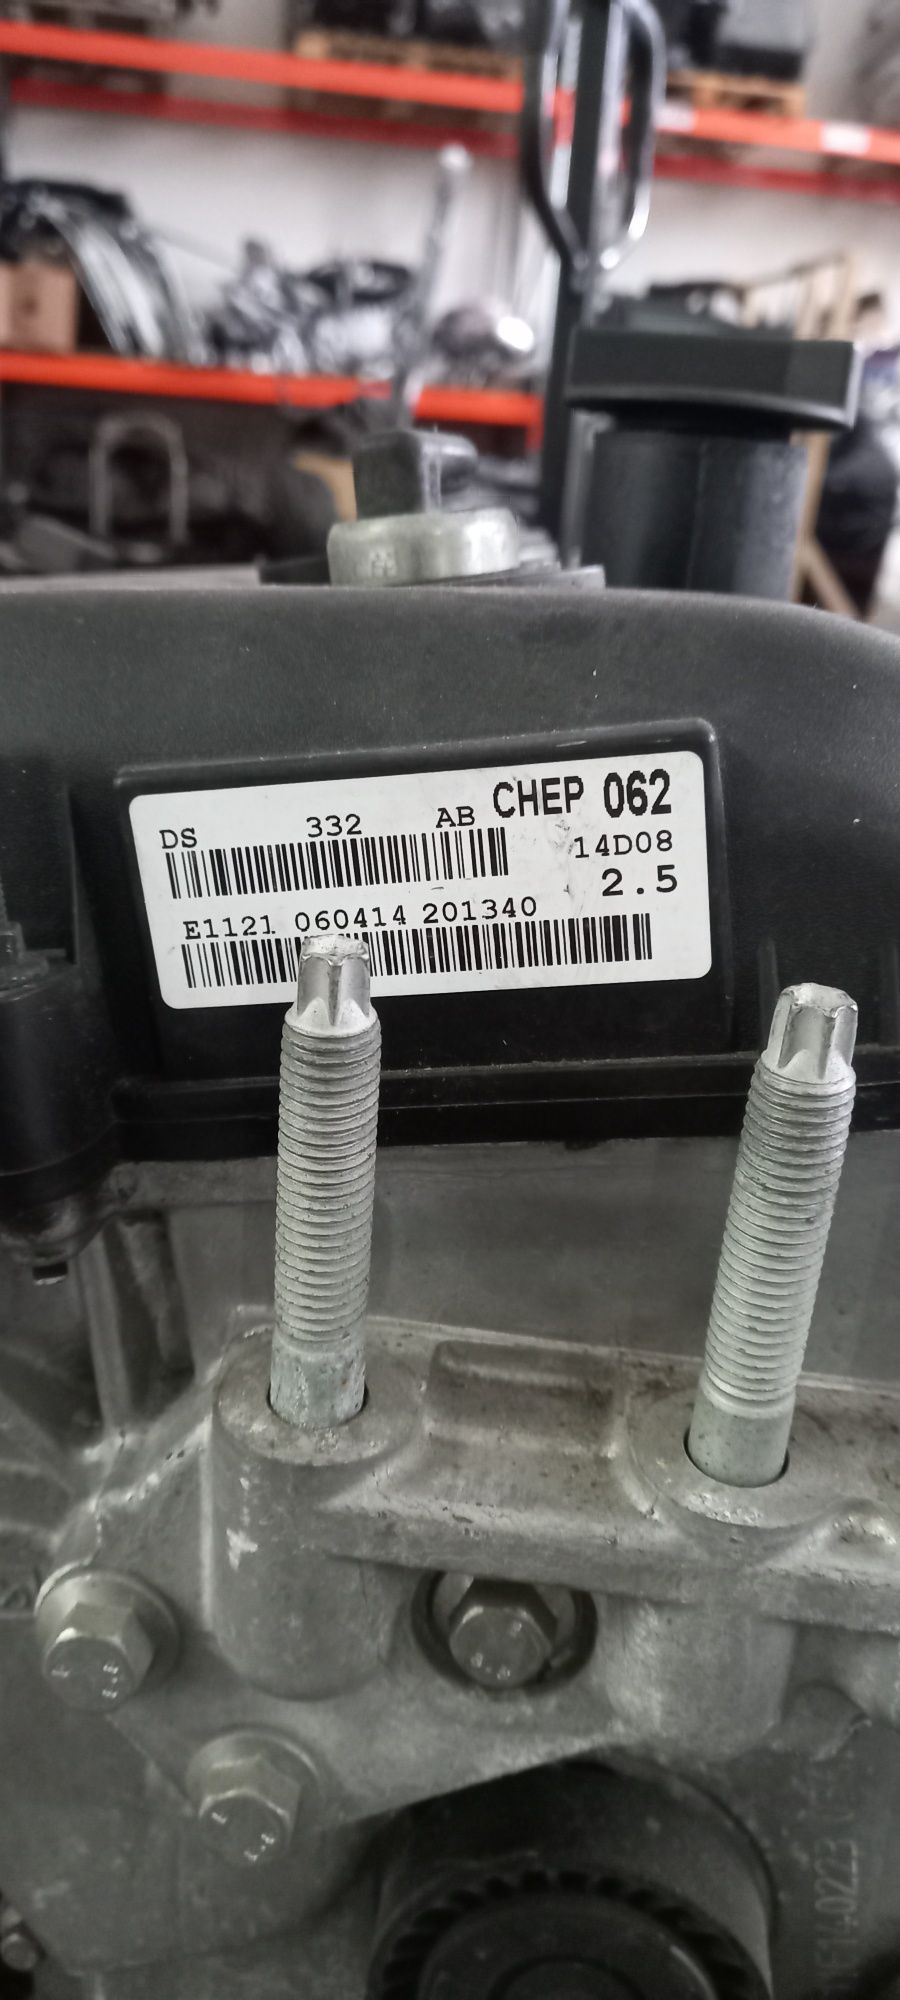 DS 332 AB CHEP 062
14D08
2.5
E1121 060414 201340